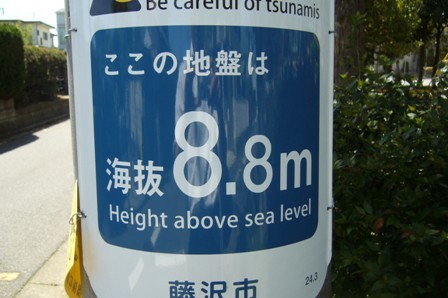 Be careful of tsunamis
ここの地盤は
海抜8.8m
Height above sea level
24.3
藤沢市